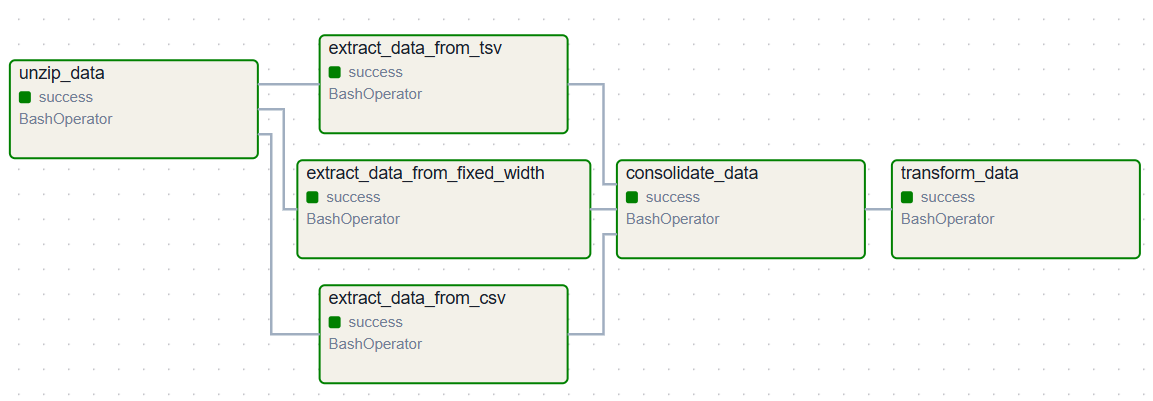 unzip_data
success
BashOperator
extract_data_from_tsv
success
BashOperator
extract_data_from_fixed_width
success
BashOperator
extract_data_from_csv
success
BashOperator
consolidate_data
success
BashOperator
transform_data
success
BashOperator